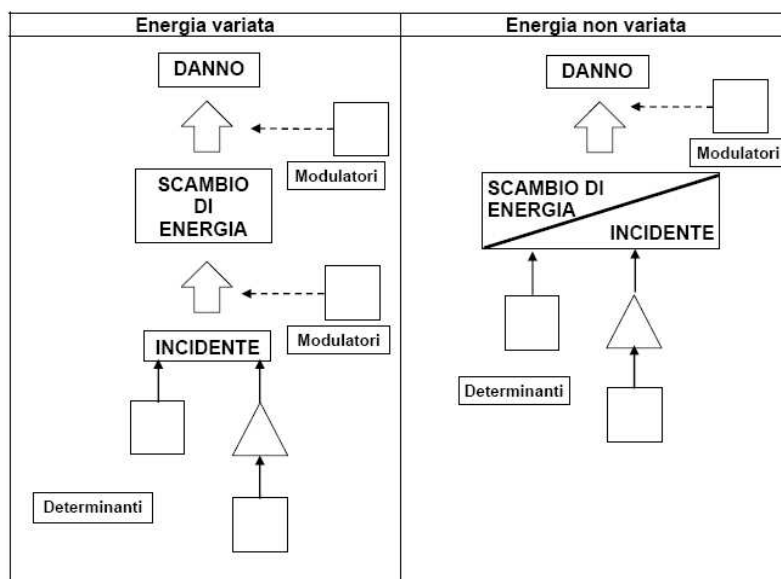 Energia variata
DANNO
Modulatori
SCAMBIO
DI
ENERGIA
Modulatori
INCIDENTE
Determinanti
Energia non variata
DANNO
Modulatori
SCAMBIO DI
ENERGIA
INCIDENTE
Determinanti